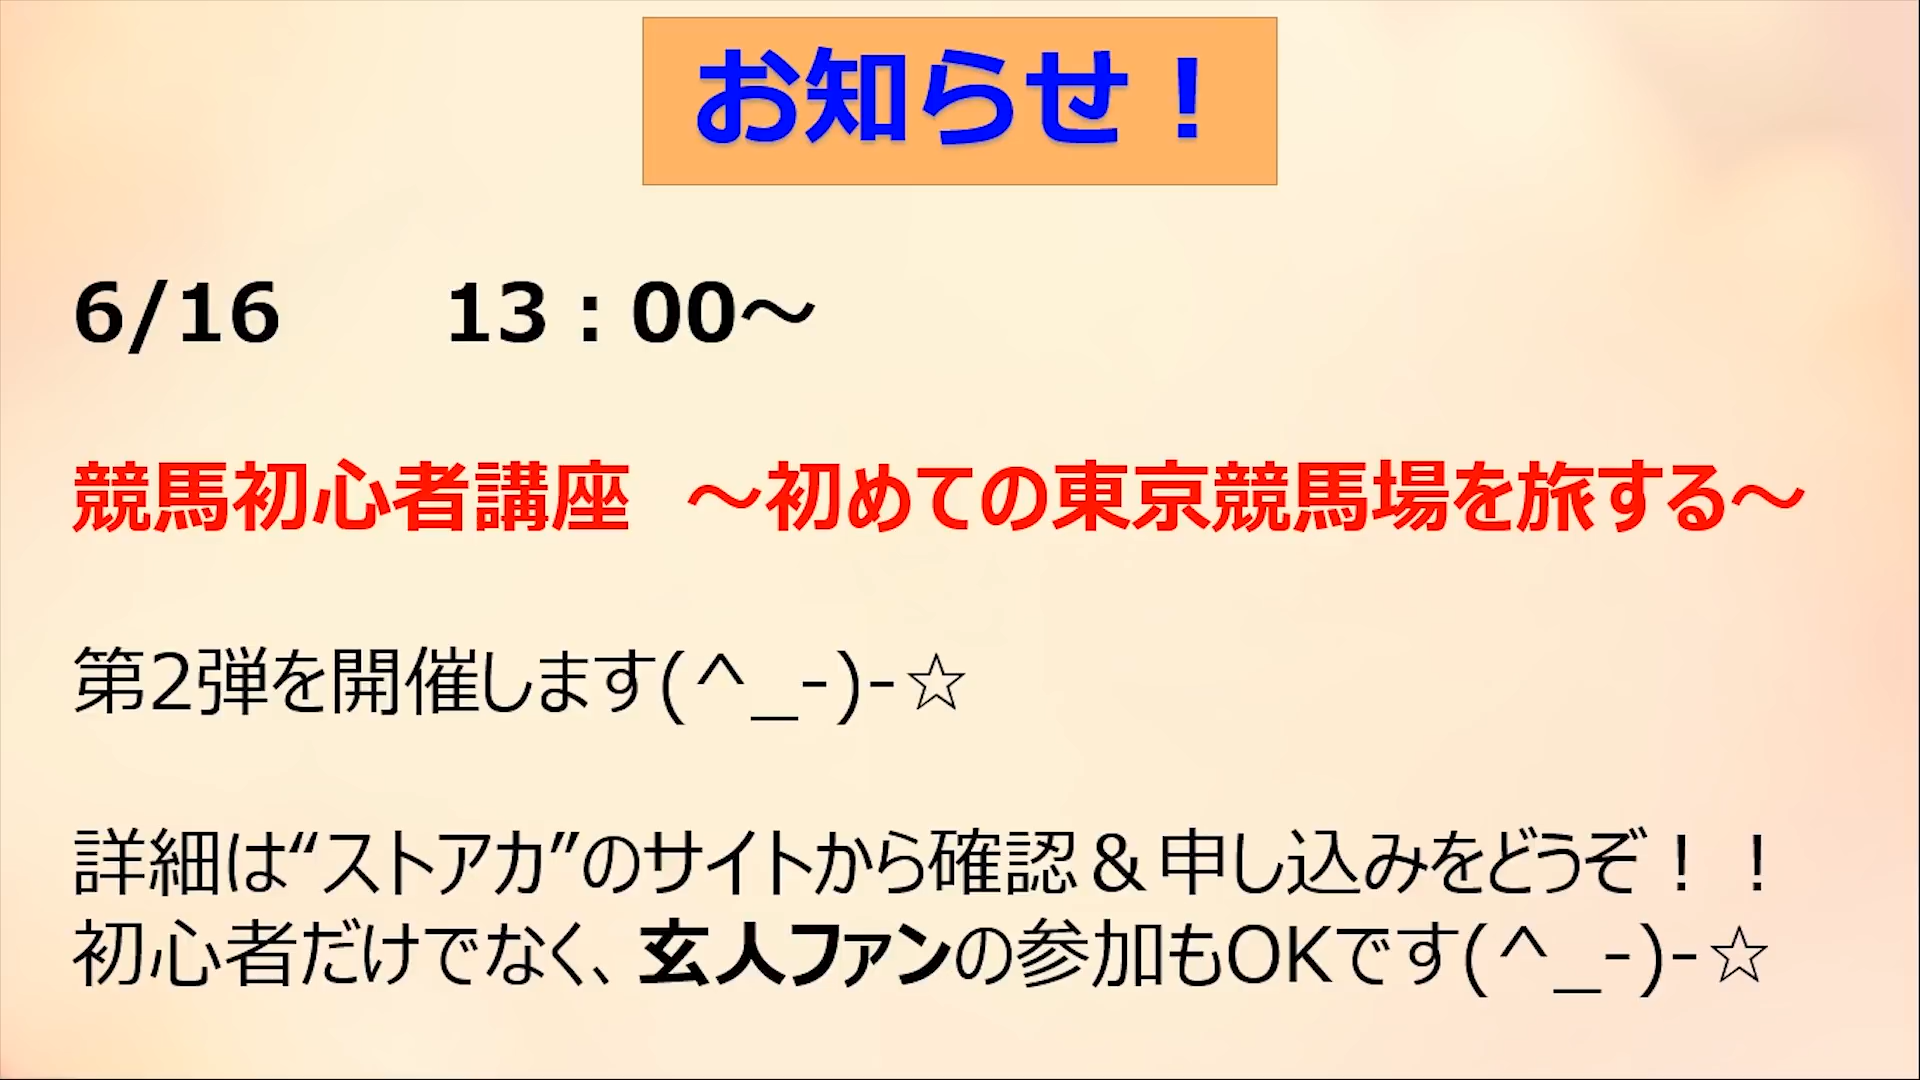 お知らせ！
6/16　　13：00～
競馬初心者講座　～初めての東京競馬場を旅する～
第2弾を開催します(^_-)-☆
詳細は“ストアカ”のサイトから確認＆申し込みをどうぞ！！
初心者だけでなく、玄人ファンの参加もOKです(^_-)-☆